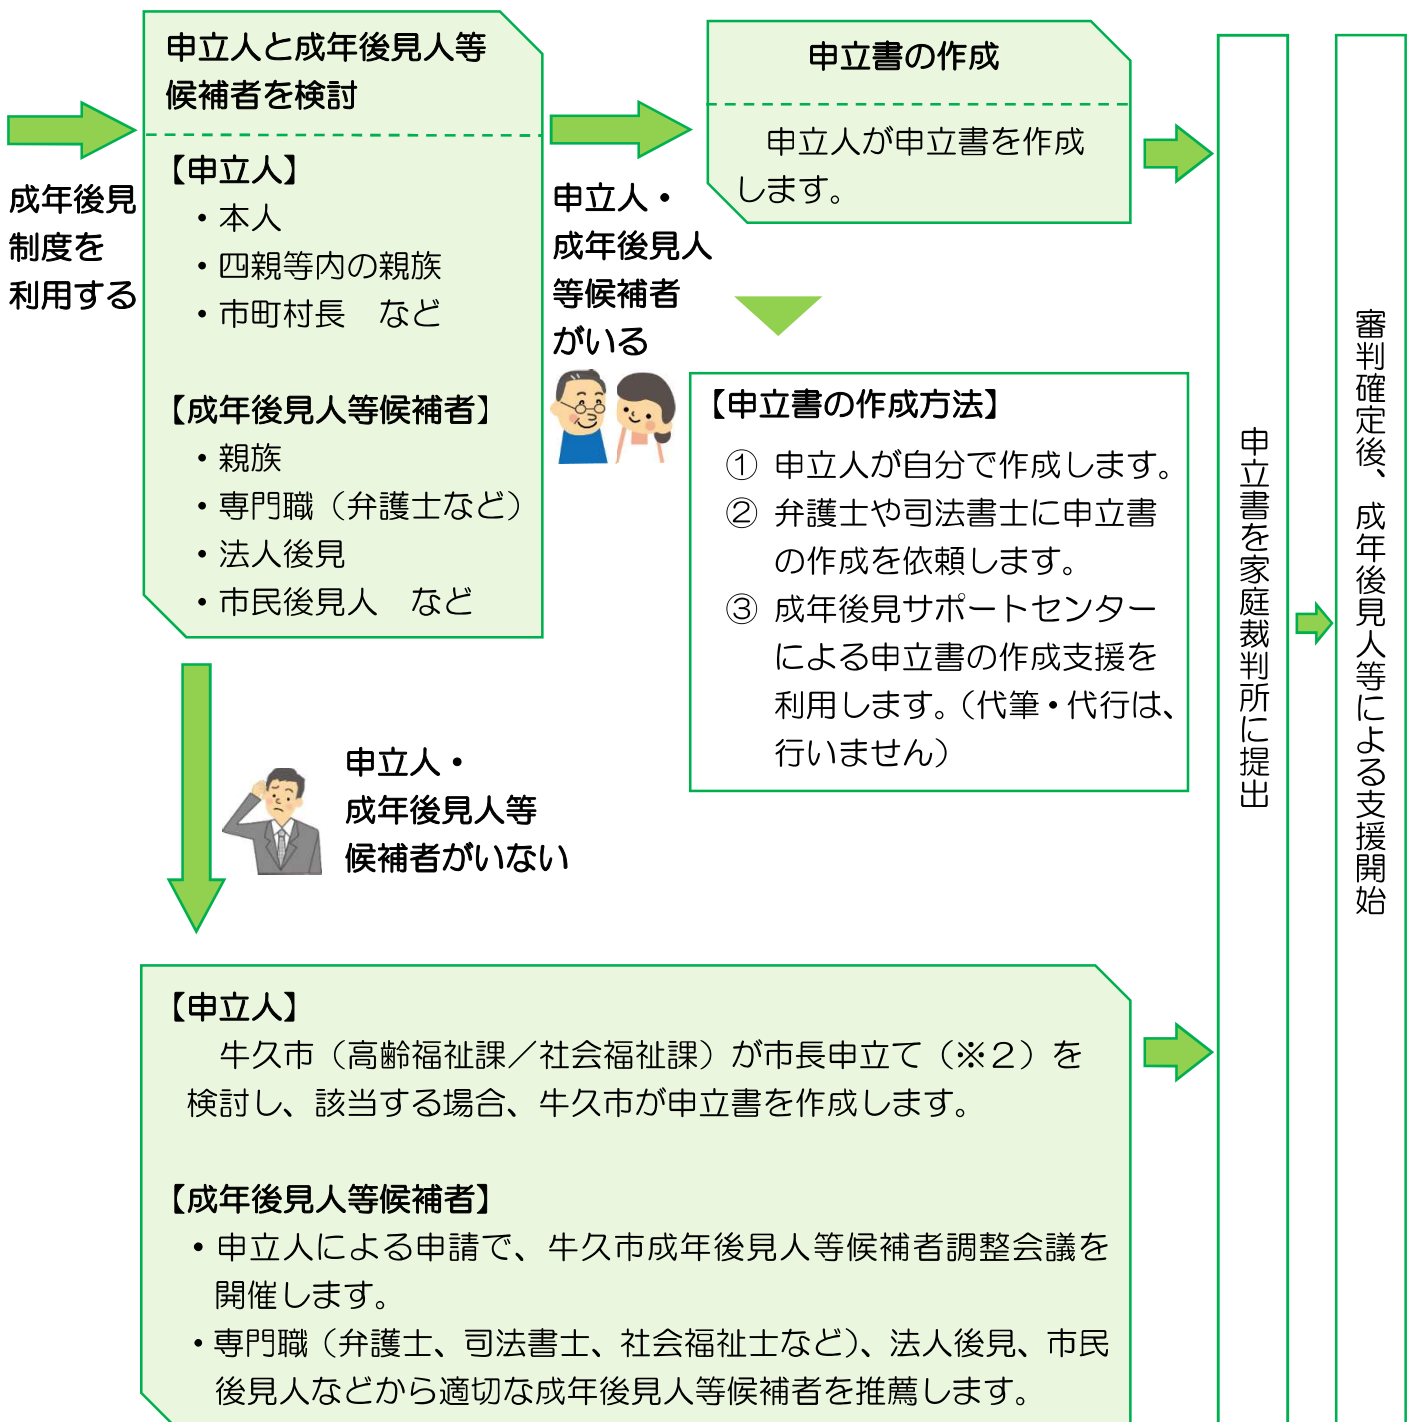 成年後見
制度を
利用する
申立人と成年後見人等
候補者を検討
【申立人】
・本人
・四親等内の親族
・市町村長　など
【成年後見人等候補者】
・親族
・専門職（弁護士など）
・法人後見
・市民後見人　など
申立人・
成年後見人
等候補者
がいる
申立書の作成
申立人が申立書を作成
します。
【申立書の作成方法】
① 申立人が自分で作成します。
② 弁護士や司法書士に申立書
の作成を依頼します。
③ 成年後見サポートセンター
による申立書の作成支援を
利用します。（代筆・代行は、
行いません）
申立人・
成年後見人等
候補者がいない
【申立人】
牛久市（高齢福祉課／社会福祉課）が市長申立て（※２）を
検討し、該当する場合、牛久市が申立書を作成します。
【成年後見人等候補者】
・申立人による申請で、牛久市成年後見人等候補者調整会議を
開催します。
・専門職（弁護士、司法書士、社会福祉士など）、法人後見、市民
後見人などから適切な成年後見人等候補者を推薦します。
申立書を家庭裁判所に提出
審判確定後、成年後見人等による支援開始